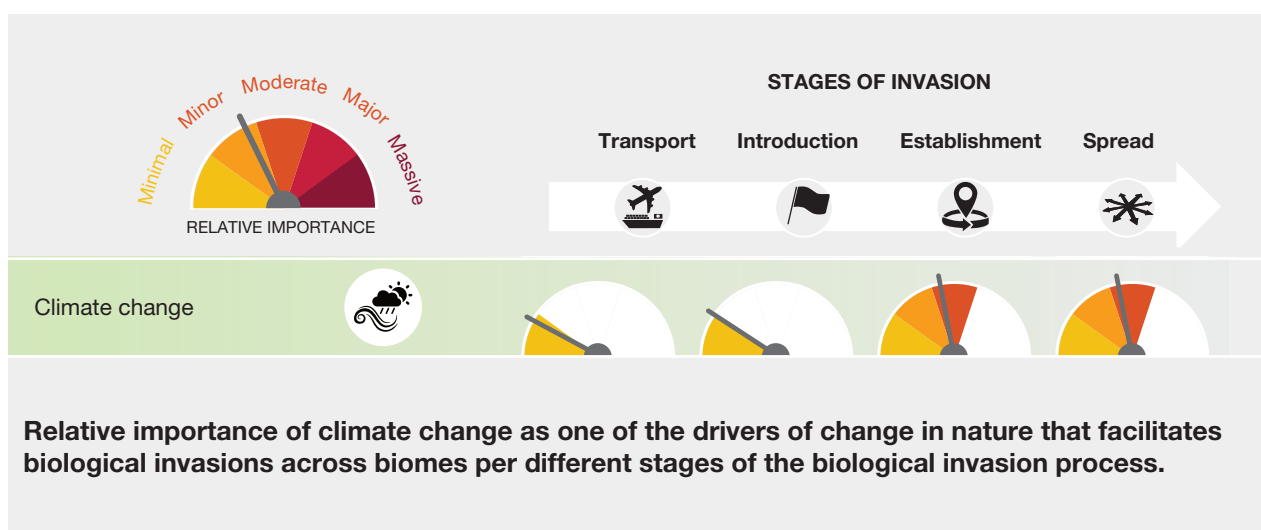 Minimal
Minor
Moderate
Major
Massive
RELATIVE IMPORTANCE
STAGES OF INVASION
Transport
Introduction
Establishment
Spread
Climate change
Relative importance of climate change as one of the drivers of change in nature that facilitates
biological invasions across biomes per different stages of the biological invasion process.